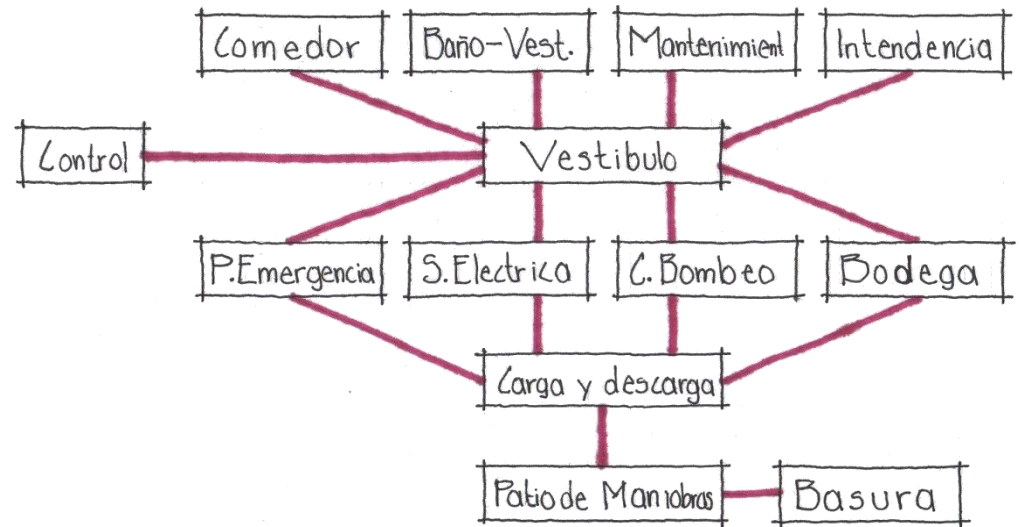 Comedor
Baño-Vest.
Mantenimient
Intendencia
Control
Vestibulo
P.Emergencia
S.Electrica
C.Bombeo
Bodega
Carga y descarga
Patio de Maniobras
Basura